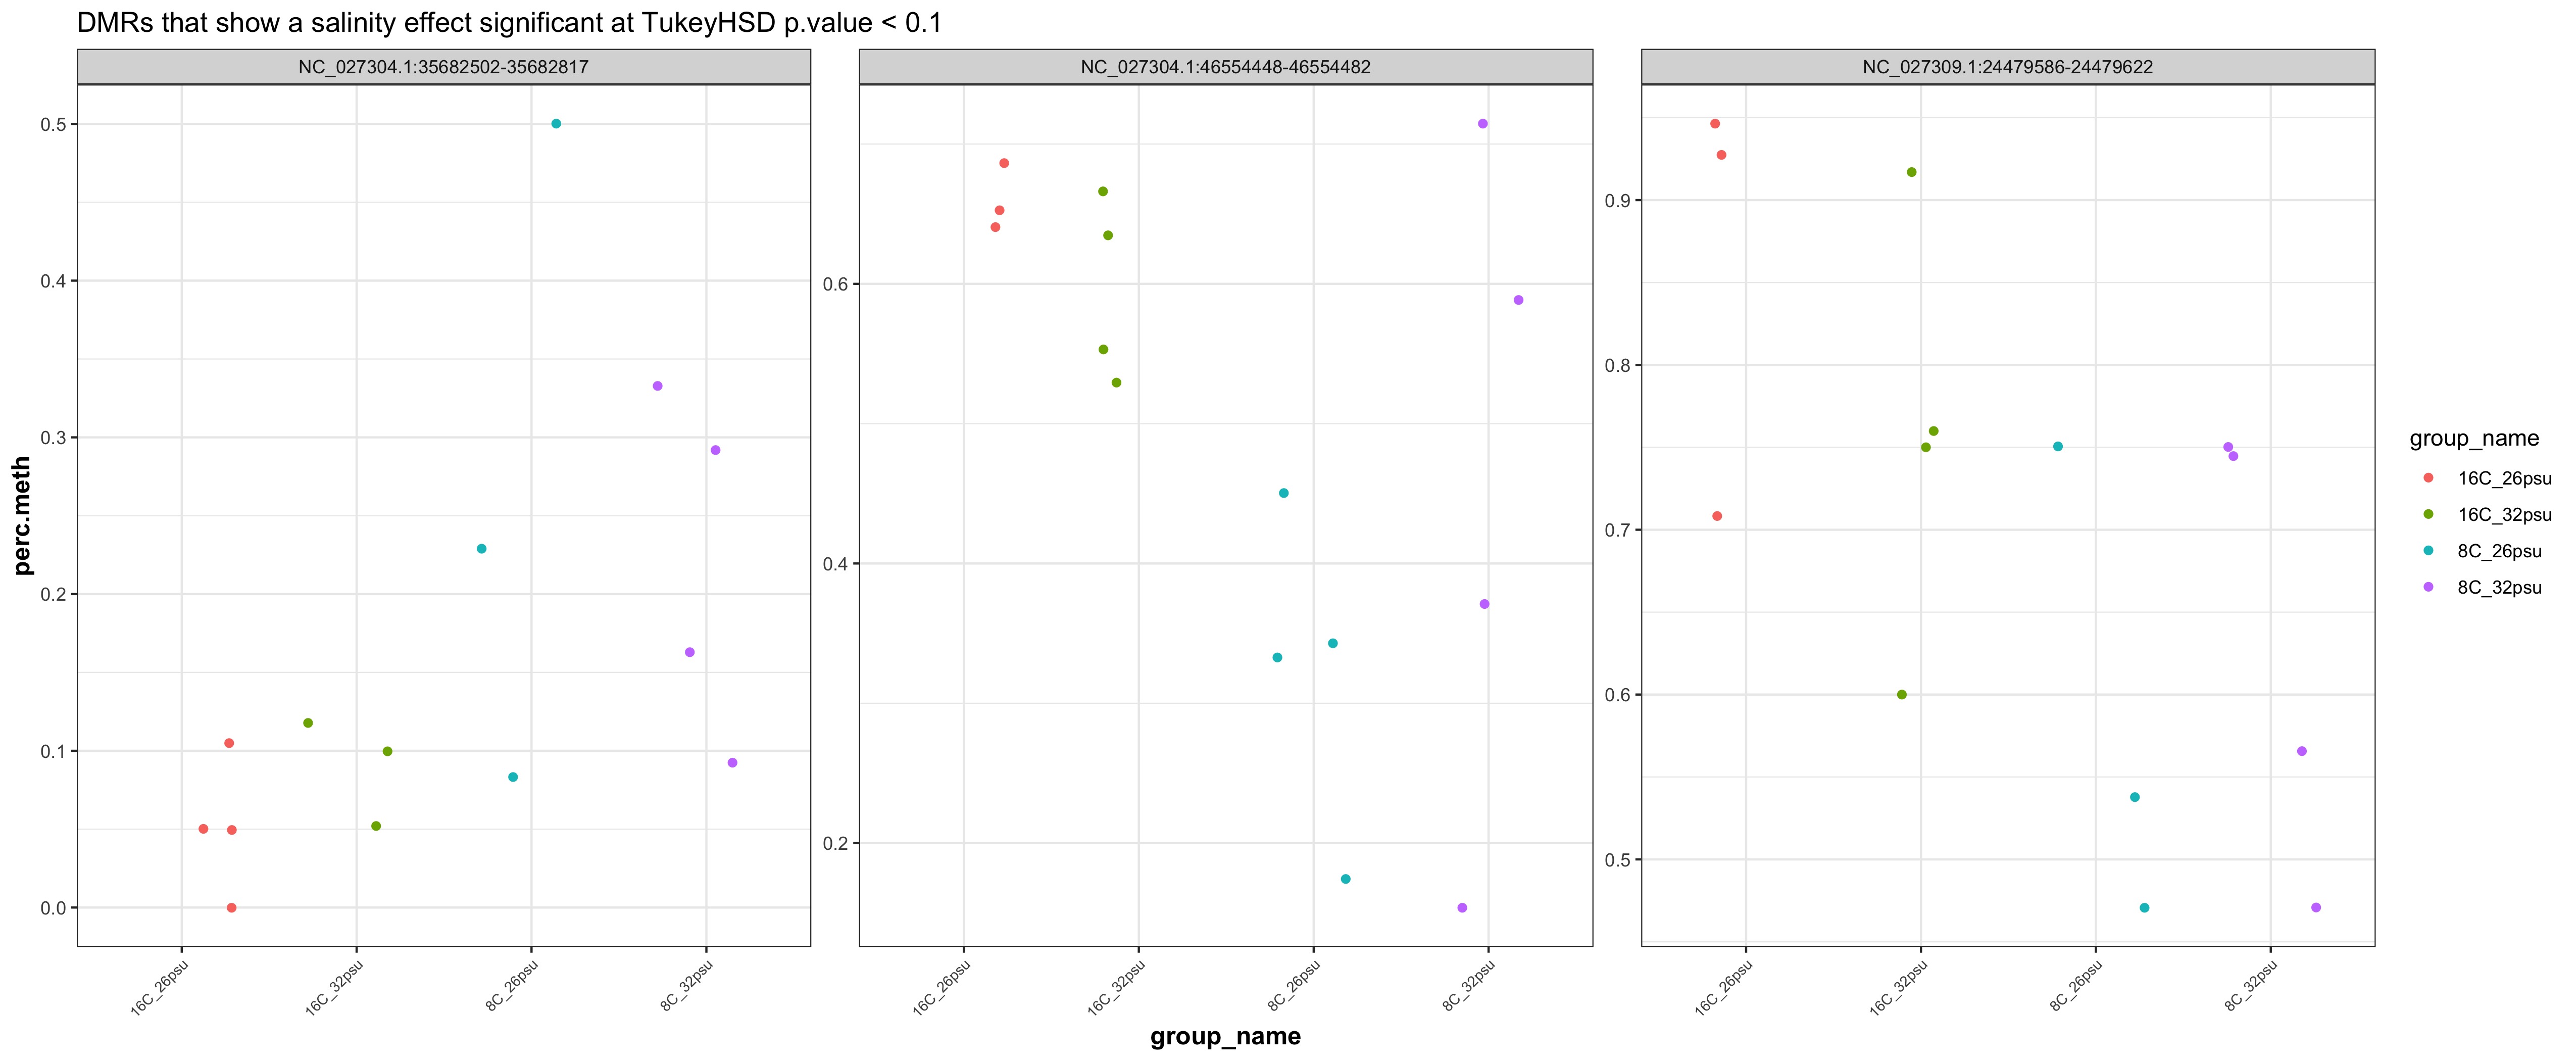 DMRs that show a salinity effect significant at TukeyHSD p.value < 0.1
NC_027304.1:35682502-35682817
NC_027304.1:46554448-46554482
NC_027309.1:24479586-24479622
perc.meth
0.5
0.4
0.3
0.2
0.1
0.0
0.6
0.4
0.2
0.9
0.8
0.7
0.6
0.5
16C_26psu
16C_32psu
8C_26psu
8C_32psu
16C_26psu
16C_32psu
8C_26psu
8C_32psu
16C_26psu
16C_32psu
8C_26psu
8C_32psu
group_name
group_name
16C_26psu
16C_32psu
8C_26psu
8C_32psu